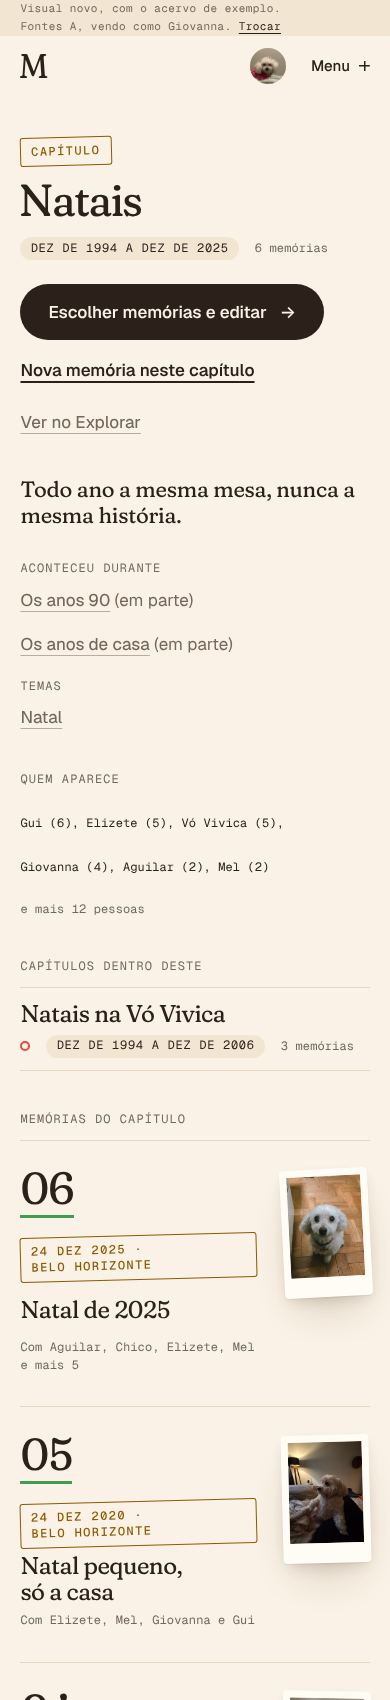 Visual novo, com o acervo de exemplo.
Fontes A, vendo como Giovanna. Trocar
M
Menu +
CAPÍTULO
Natais
DEZ DE 1994 A DEZ DE 2025 6 memórias
Escolher memórias e editar →
Nova memória neste capítulo
Ver no Explorar
Todo ano a mesma mesa, nunca a
mesma história.
ACONTECEU DURANTE
Os anos 90 (em parte)
Os anos de casa (em parte)
TEMAS
Natal
QUEM APARECE
Gui (6), Elizete (5), Vó Vivica (5),
Giovanna (4), Aguilar (2), Mel (2)
e mais 12 pessoas
CAPÍTULOS DENTRO DESTE
Natais na Vó Vivica
DEZ DE 1994 A DEZ DE 2006 3 memórias
MEMÓRIAS DO CAPÍTULO
06
24 DEZ 2025 ·
BELO HORIZONTE
Natal de 2025
Com Aguilar, Chico, Elizete, Mel
e mais 5
05
24 DEZ 2020 ·
BELO HORIZONTE
Natal pequeno,
só a casa
Com Elizete, Mel, Giovanna e Gui